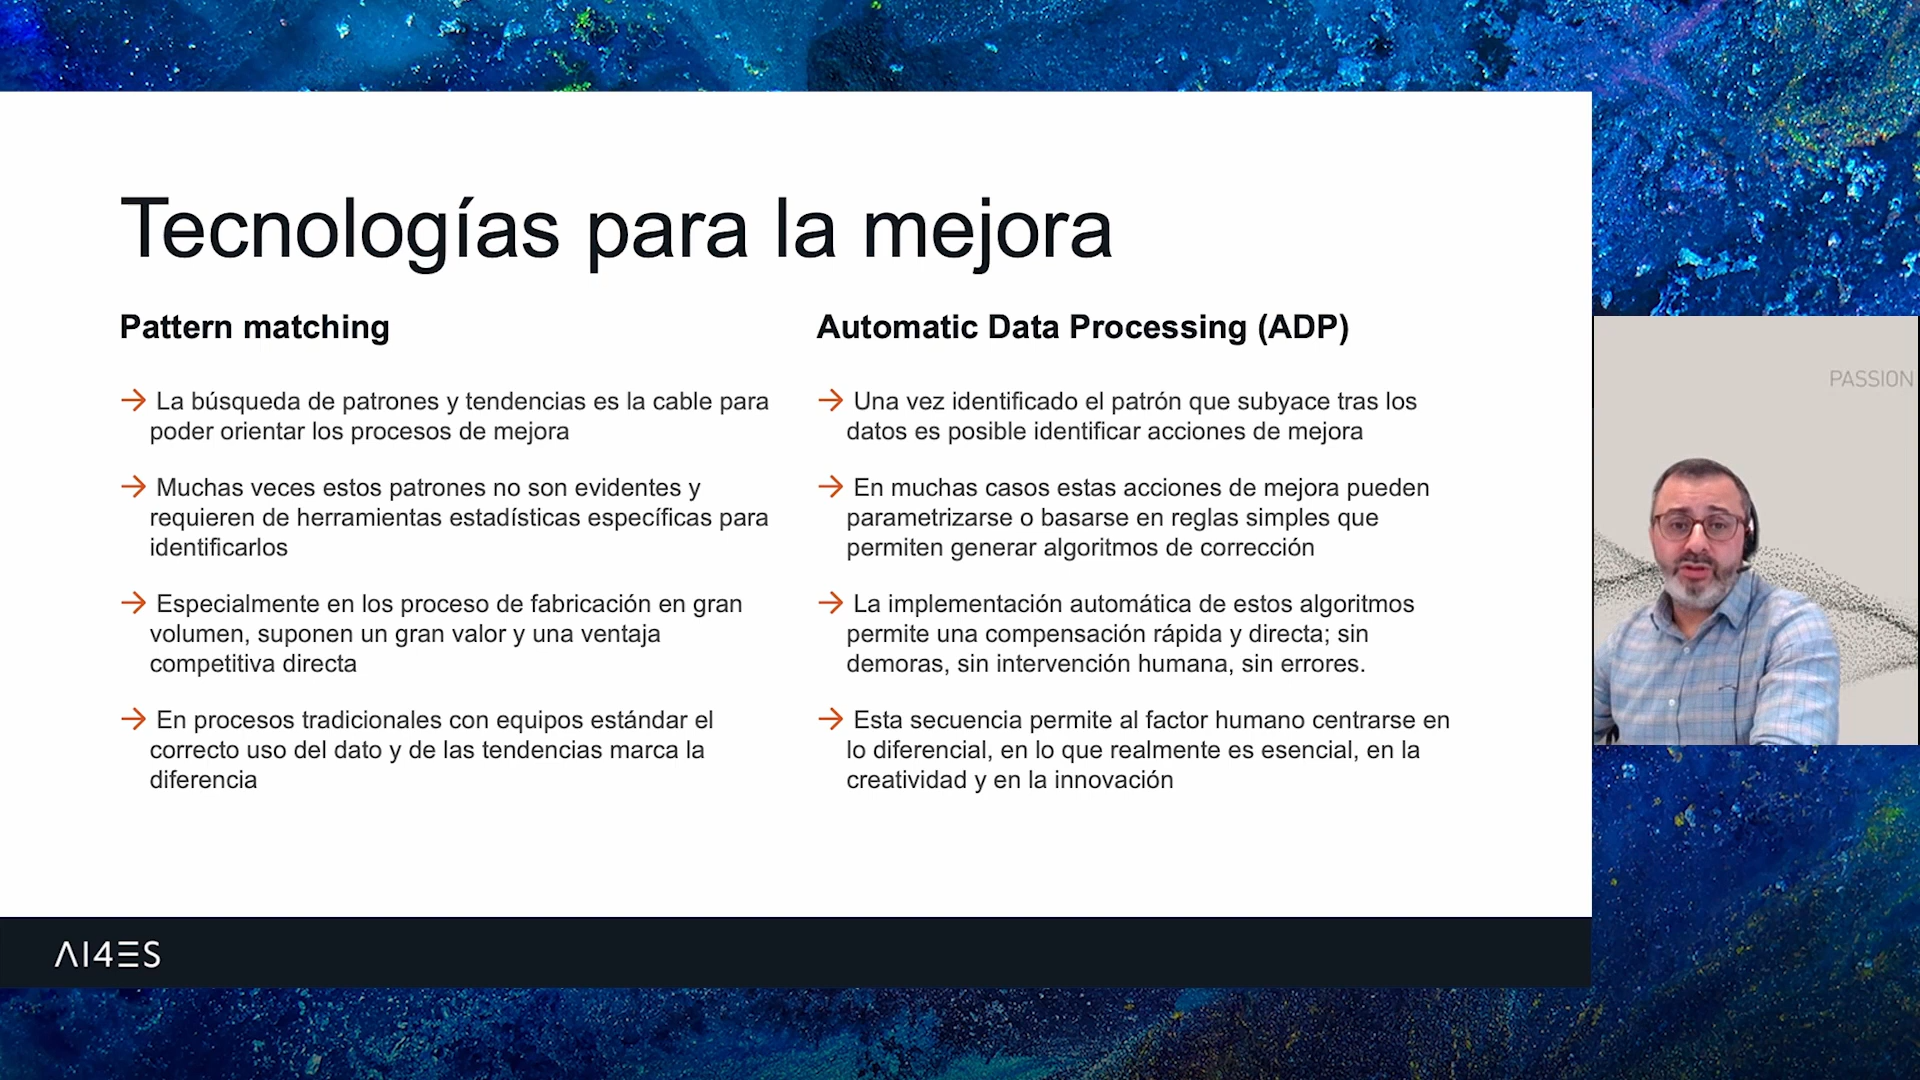 Tecnologías para la mejora
Pattern matching
→ La búsqueda de patrones y tendencias es la cable para
poder orientar los procesos de mejora
→ Muchas veces estos patrones no son evidentes y
requieren de herramientas estadísticas específicas para
identificarlos
→ Especialmente en los proceso de fabricación en gran
volumen, suponen un gran valor y una ventaja
competitiva directa
→ En procesos tradicionales con equipos estándar el
correcto uso del dato y de las tendencias marca la
diferencia
Automatic Data Processing (ADP)
→ Una vez identificado el patrón que subyace tras los
datos es posible identificar acciones de mejora
→ En muchas casos estas acciones de mejora pueden
parametrizarse o basarse en reglas simples que
permiten generar algoritmos de corrección
→ La implementación automática de estos algoritmos
permite una compensación rápida y directa; sin
demoras, sin intervención humana, sin errores.
→ Esta secuencia permite al factor humano centrarse en
lo diferencial, en lo que realmente es esencial, en la
creatividad y en la innovación
PASSION
AI4ES